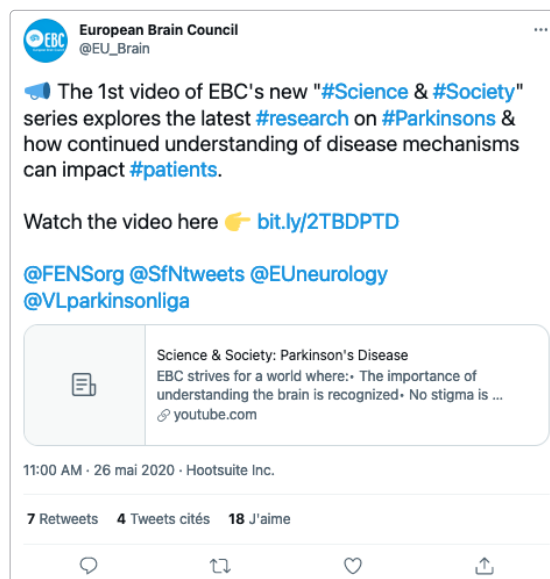 EBC
European Brain Council
@EU_Brain
The 1st video of EBC's new "#Science & #Society"
series explores the latest #research on #Parkinsons &
how continued understanding of disease mechanisms
can impact #patients.
Watch the video here 👉 bit.ly/2TBDPTD
@FENSorg @SfNtweets @EUneurology
@VLparkinsonliga
Science & Society: Parkinson's Disease
EBC strives for a world where:• The importance of
understanding the brain is recognized• No stigma is ...
youtube.com
11:00 AM · 26 mai 2020 · Hootsuite Inc.
7 Retweets 4 Tweets cités 18 J'aime